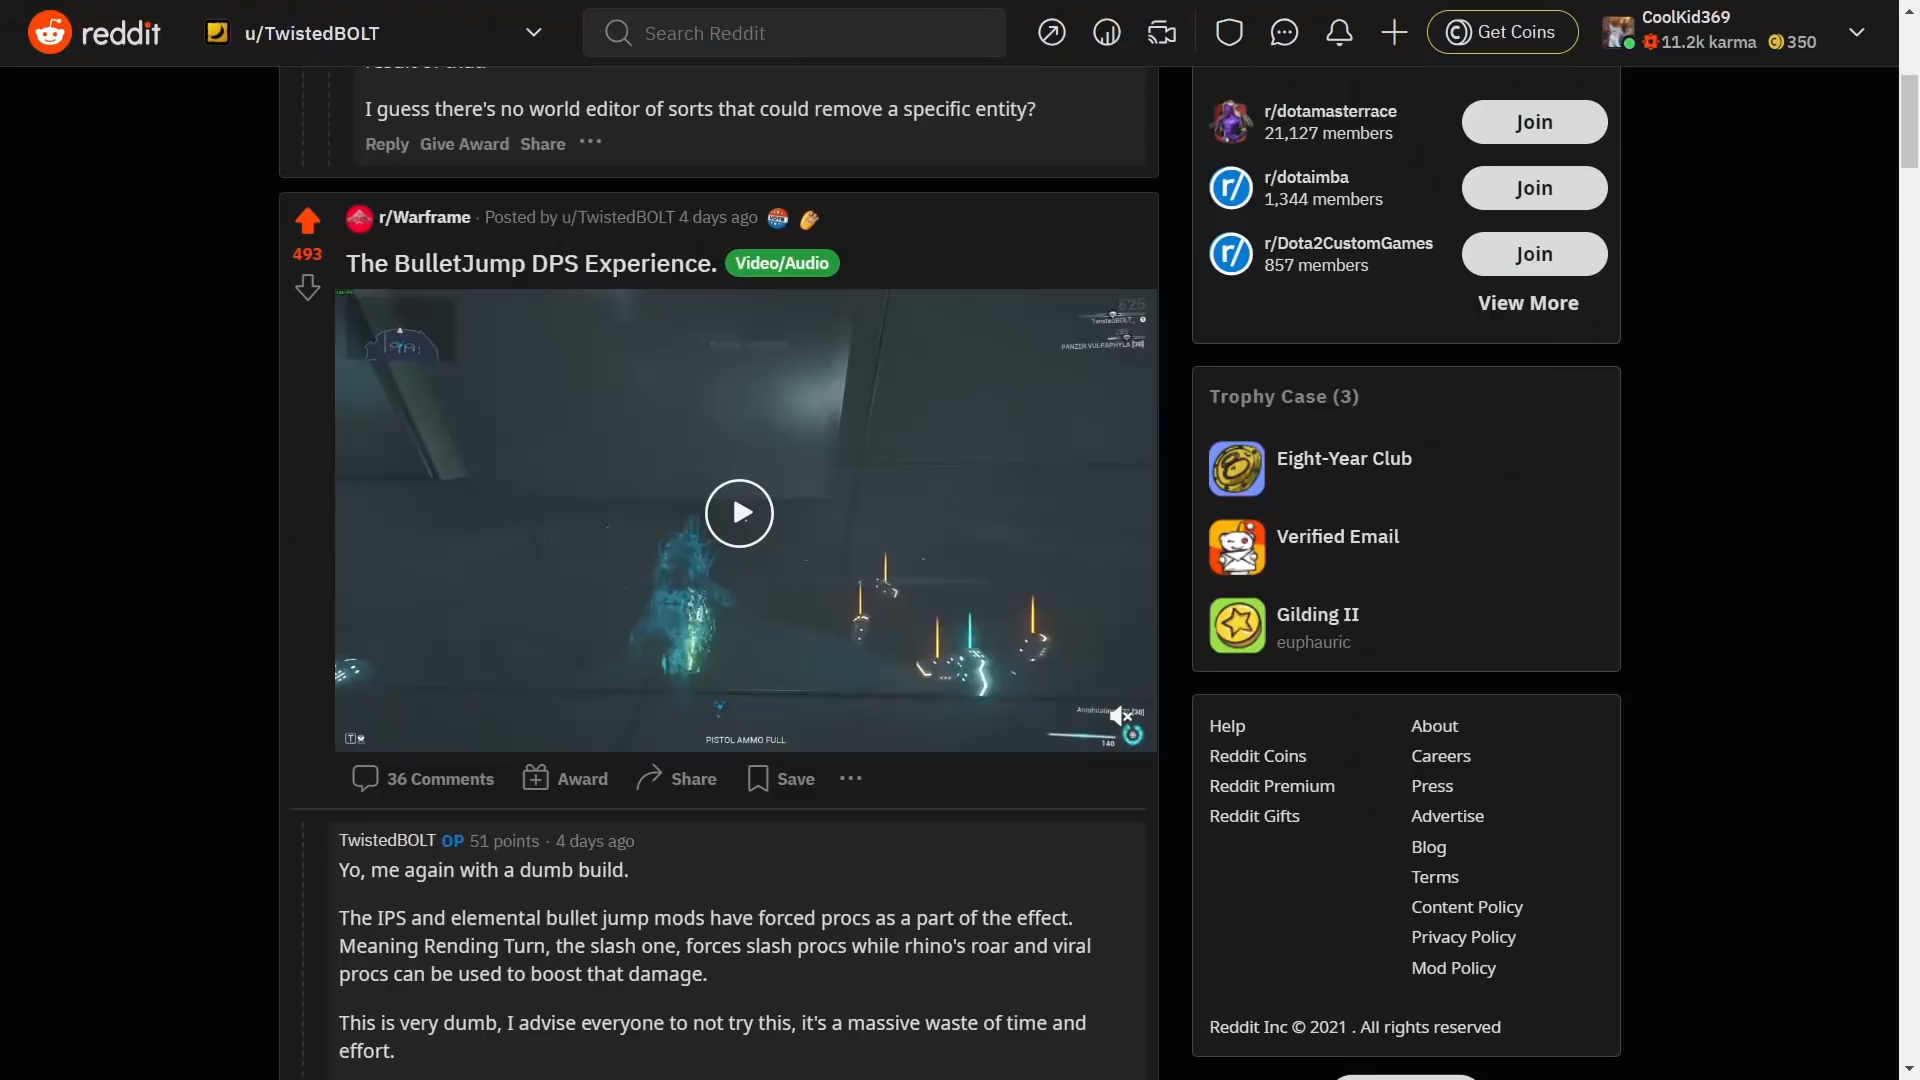 reddit
u/TwistedBOLT
Search Reddit
Get Coins
CoolKid369
11.2k karma
350
I guess there's no world editor of sorts that could remove a specific entity?
Reply Give Award Share ...
r/Warframe · Posted by u/TwistedBOLT 4 days ago
VOTE
493
The BulletJump DPS Experience. Video/Audio
625
TwistedBOLT_
PANZER VULPAPHYLA [30]
PISTOL AMMO FULL
140
36 Comments
Award
Share
Save
...
TwistedBOLT OP 51 points · 4 days ago
Yo, me again with a dumb build.
The IPS and elemental bullet jump mods have forced procs as a part of the effect.
Meaning Rending Turn, the slash one, forces slash procs while rhino's roar and viral
procs can be used to boost that damage.
This is very dumb, I advise everyone to not try this, it's a massive waste of time and
effort.
r/dotamasterrace
21,127 members
Join
r/
r/dotaimba
1,344 members
Join
r/
r/Dota2CustomGames
857 members
Join
View More
Trophy Case (3)
8
Eight-Year Club
Verified Email
Gilding II
euphauric
Help
Reddit Coins
Reddit Premium
Reddit Gifts
About
Careers
Press
Advertise
Blog
Terms
Content Policy
Privacy Policy
Mod Policy
Reddit Inc © 2021 . All rights reserved